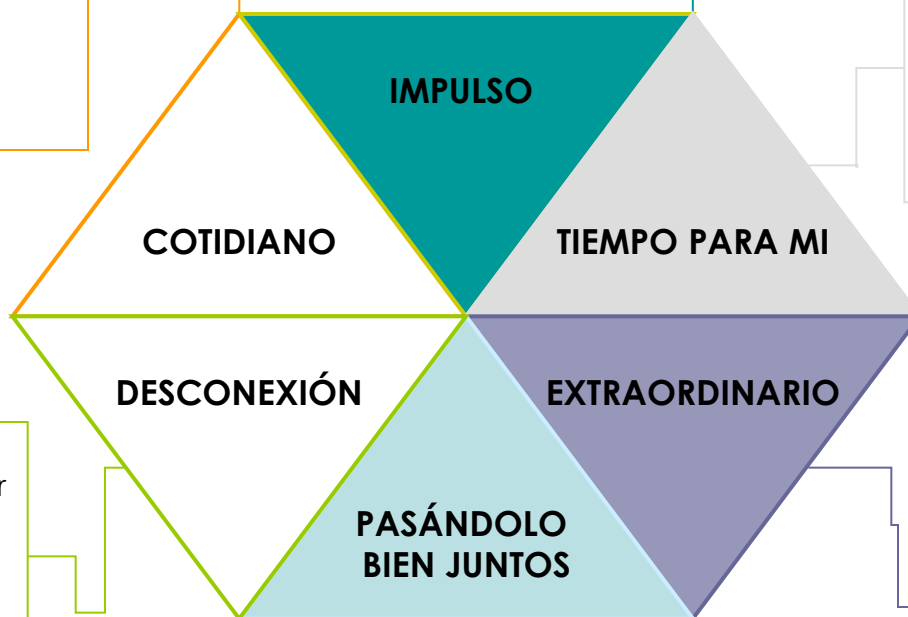 IMPULSO
COTIDIANO
TIEMPO PARA MI
DESCONEXIÓN
EXTRAORDINARIO
r
PASÁNDOLO
BIEN JUNTOS